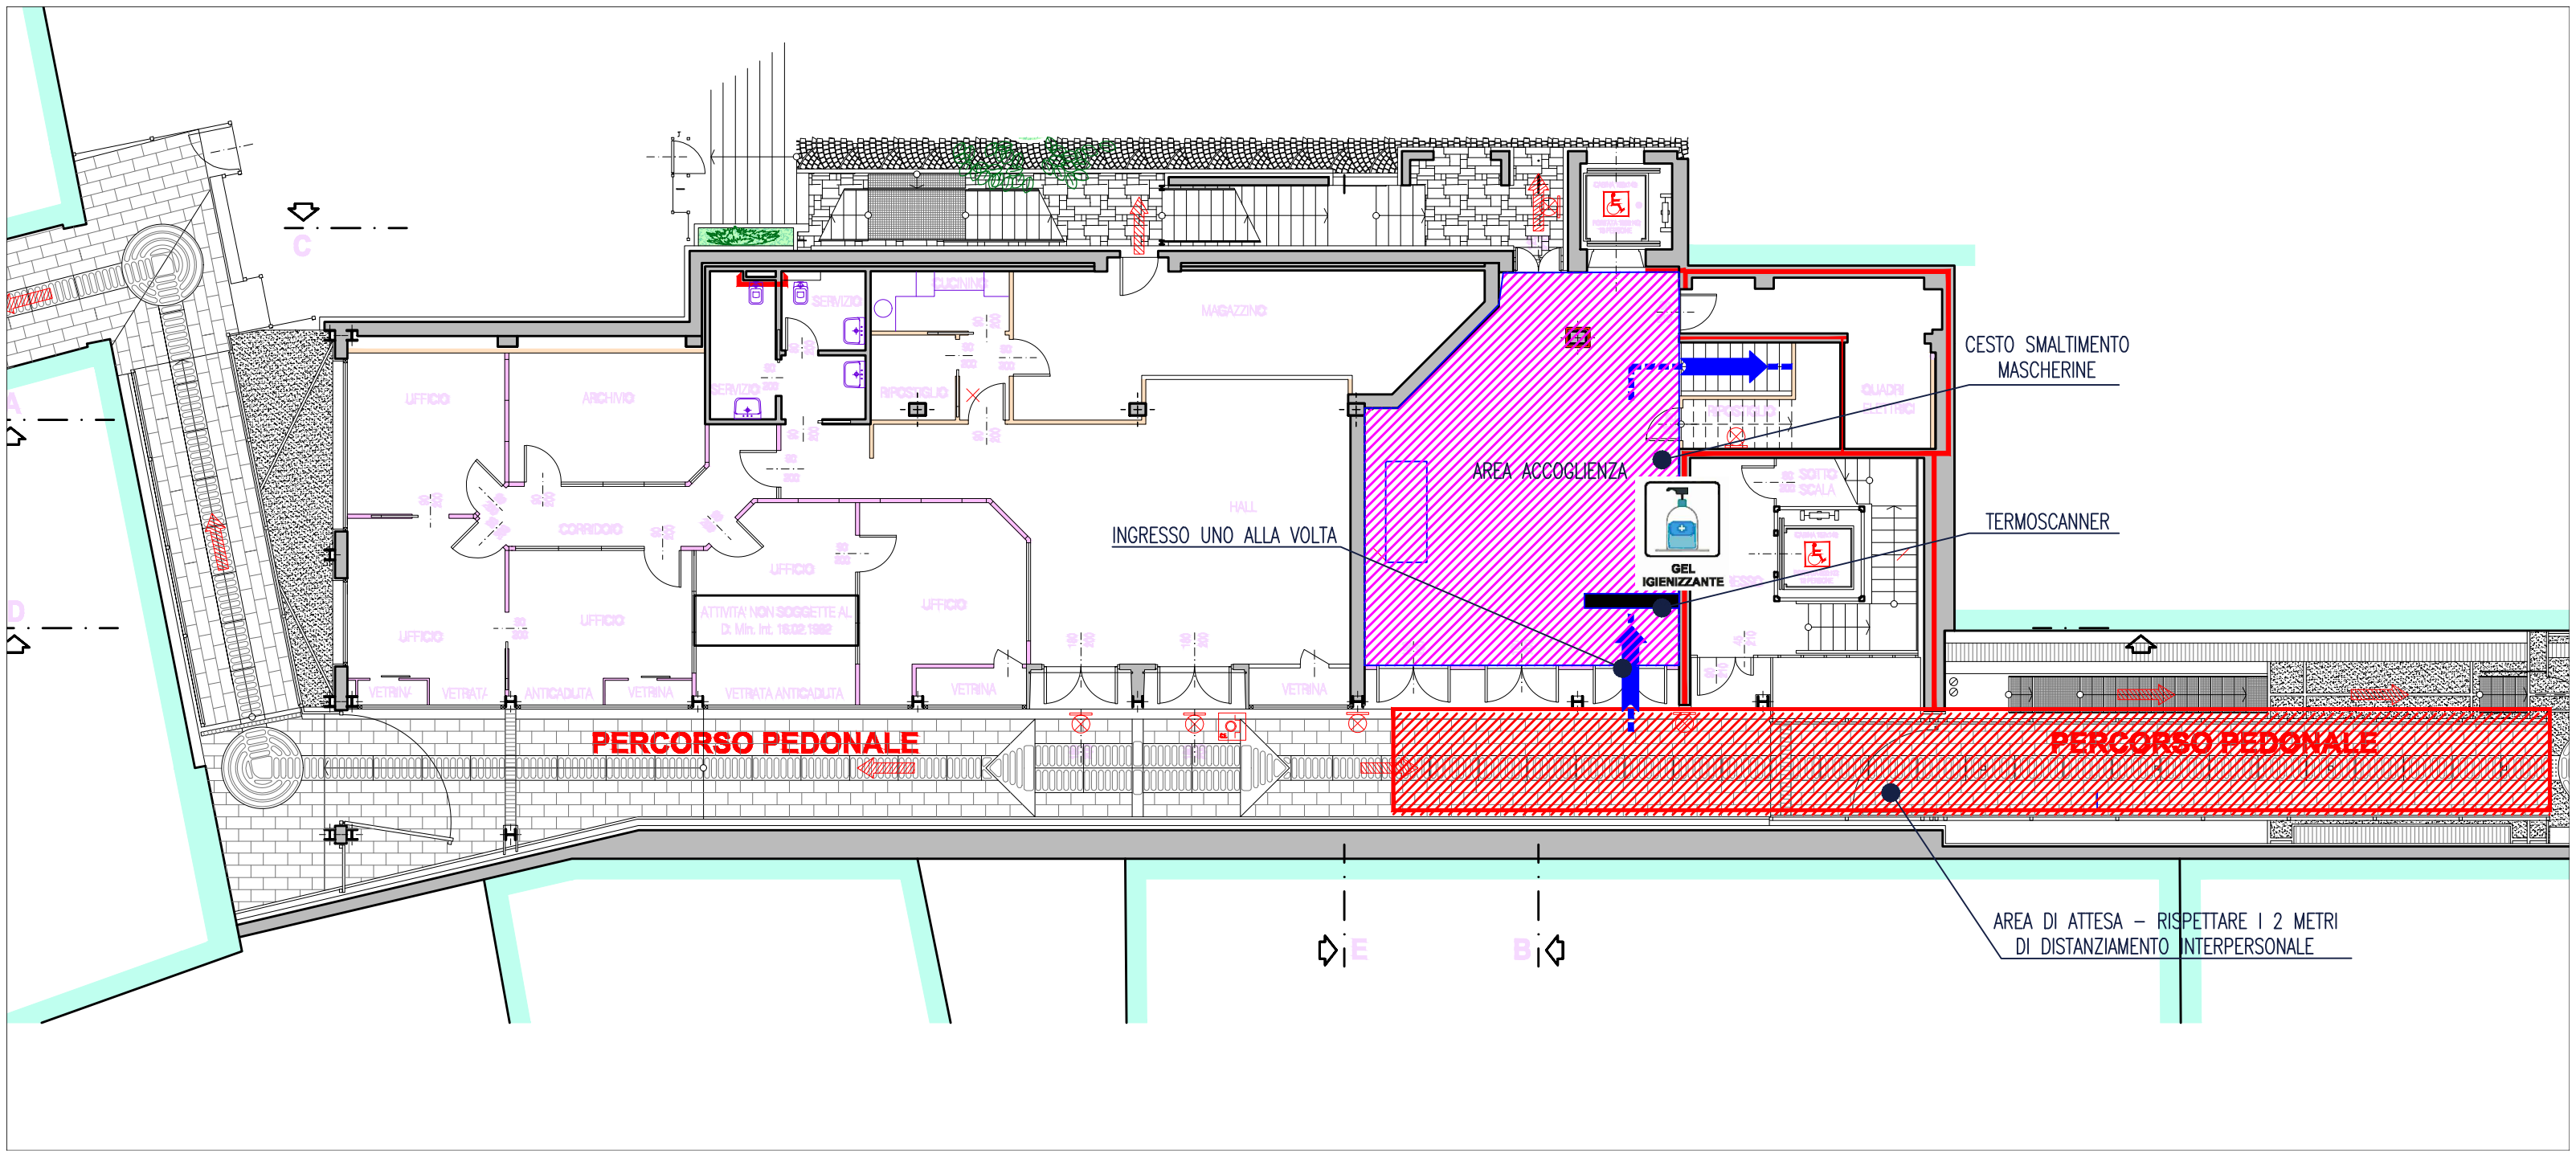 C
A
D
CUCININO
SERVIZIO
MAGAZZINO
CESTO SMALTIMENTO
MASCHERINE
UFFICIO
ARCHIVIO
SERVIZIO
RIPOSTIGLIO
RIPOSTIGLIO
QUADRI
ELETTRICI
AREA ACCOGLIENZA
SOTTO
SCALA
HALL
CORRIDOIO
INGRESSO UNO ALLA VOLTA
TERMOSCANNER
GEL
IGIENIZZANTE
UFFICIO
UFFICIO
ATTIVITA' NON SOGGETTE AL
D. Min. Int. 16.02.1982
UFFICIO
UFFICIO
VETRINA
VETRATA
ANTICADUTA
VETRINA
VETRATA ANTICADUTA
VETRINA
VETRINA
PERCORSO PEDONALE
PERCORSO PEDONALE
AREA DI ATTESA – RISPETTARE I 2 METRI
DI DISTANZIAMENTO INTERPERSONALE
E
B